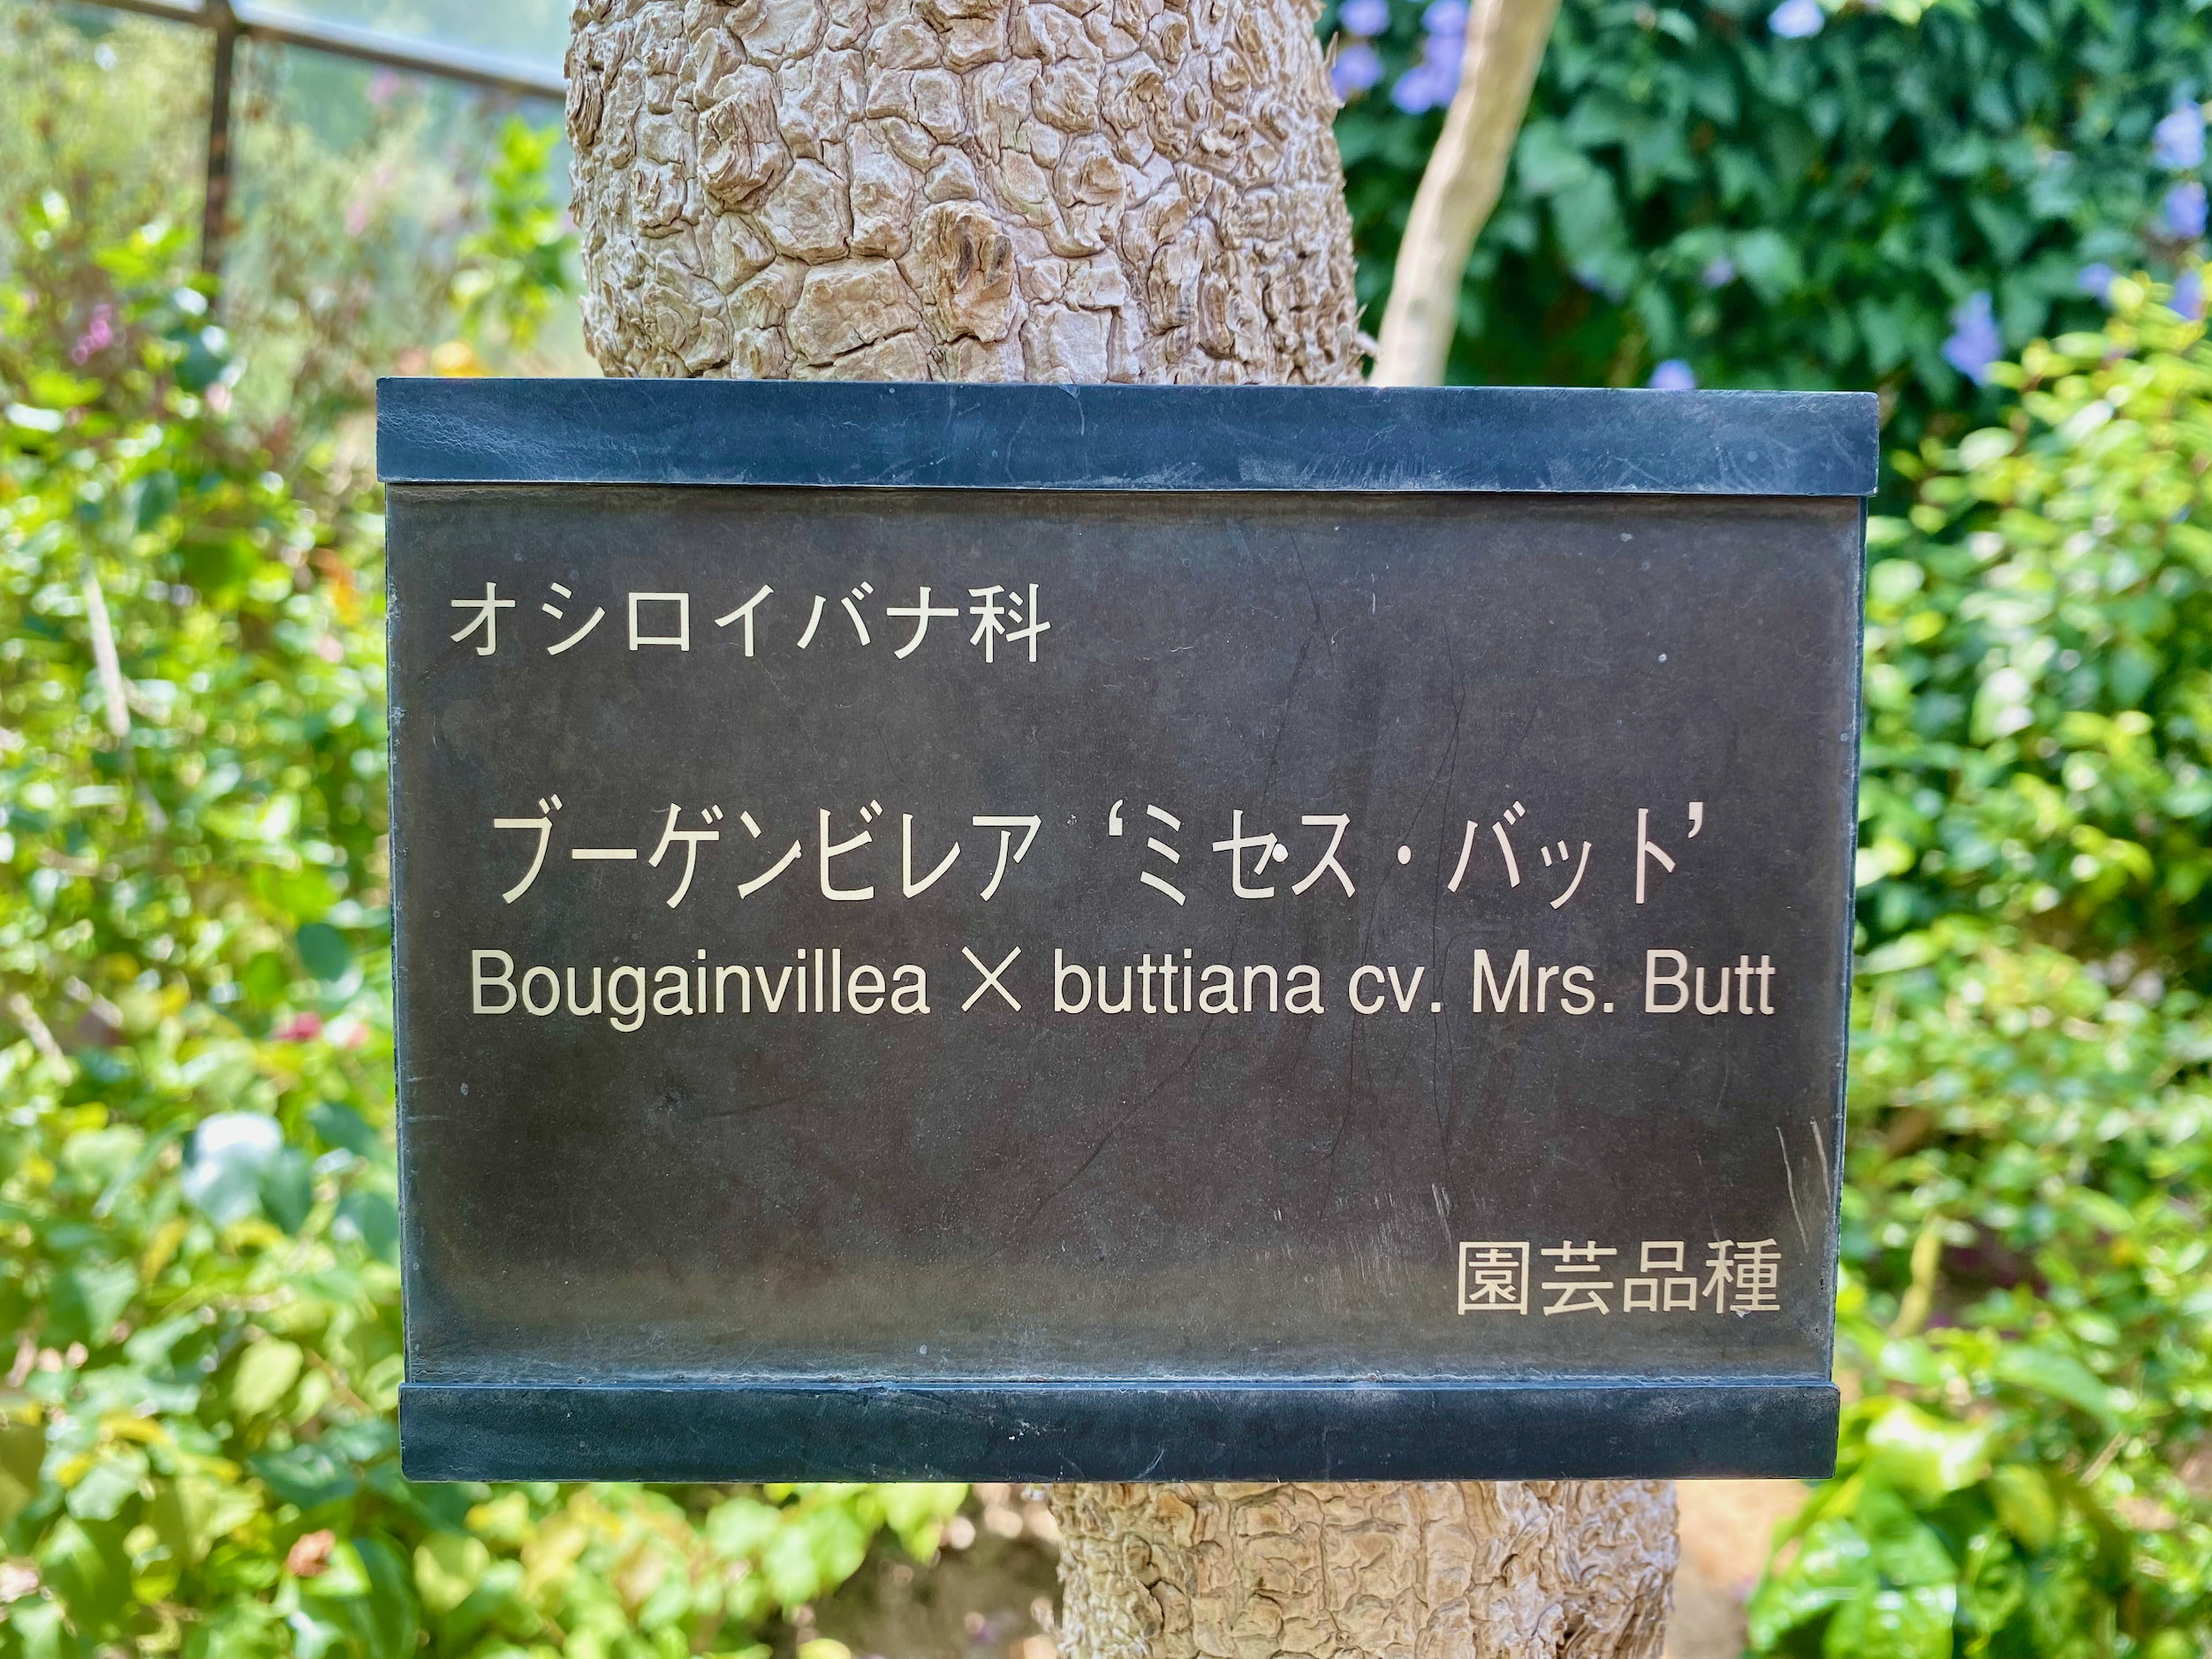 オシロイバナ科
ブーゲンビレア ‘ミセス・バット’
Bougainvillea × buttiana cv. Mrs. Butt
園芸品種